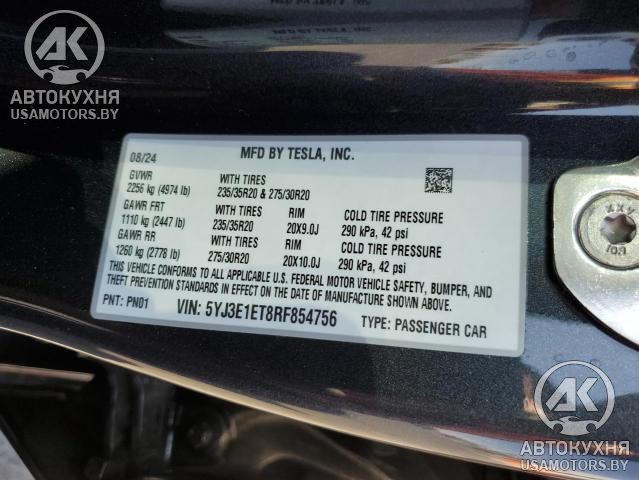 АК
АВТОКУХНЯ
USAMOTORS.BY
08/24 MFD BY TESLA, INC.
GVWR WITH TIRES
2256 kg (4974 lb) 235/35R20 & 275/30R20
GAWR FRT WITH TIRES RIM COLD TIRE PRESSURE
1110 kg (2447 lb) 235/35R20 20X9.0J 290 kPa, 42 psi
GAWR RR WITH TIRES RIM COLD TIRE PRESSURE
1260 kg (2778 lb) 275/30R20 20X10.0J 290 kPa, 42 psi
THIS VEHICLE CONFORMS TO ALL APPLICABLE U.S. FEDERAL MOTOR VEHICLE SAFETY, BUMPER, AND
THEFT PREVENTION STANDARDS IN EFFECT ON THE DATE OF MANUFACTURE SHOWN ABOVE.
PNT: PN01 VIN: 5YJ3E1ET8RF854756 TYPE: PASSENGER CAR
АК
АВТОКУХНЯ
USAMOTORS.BY